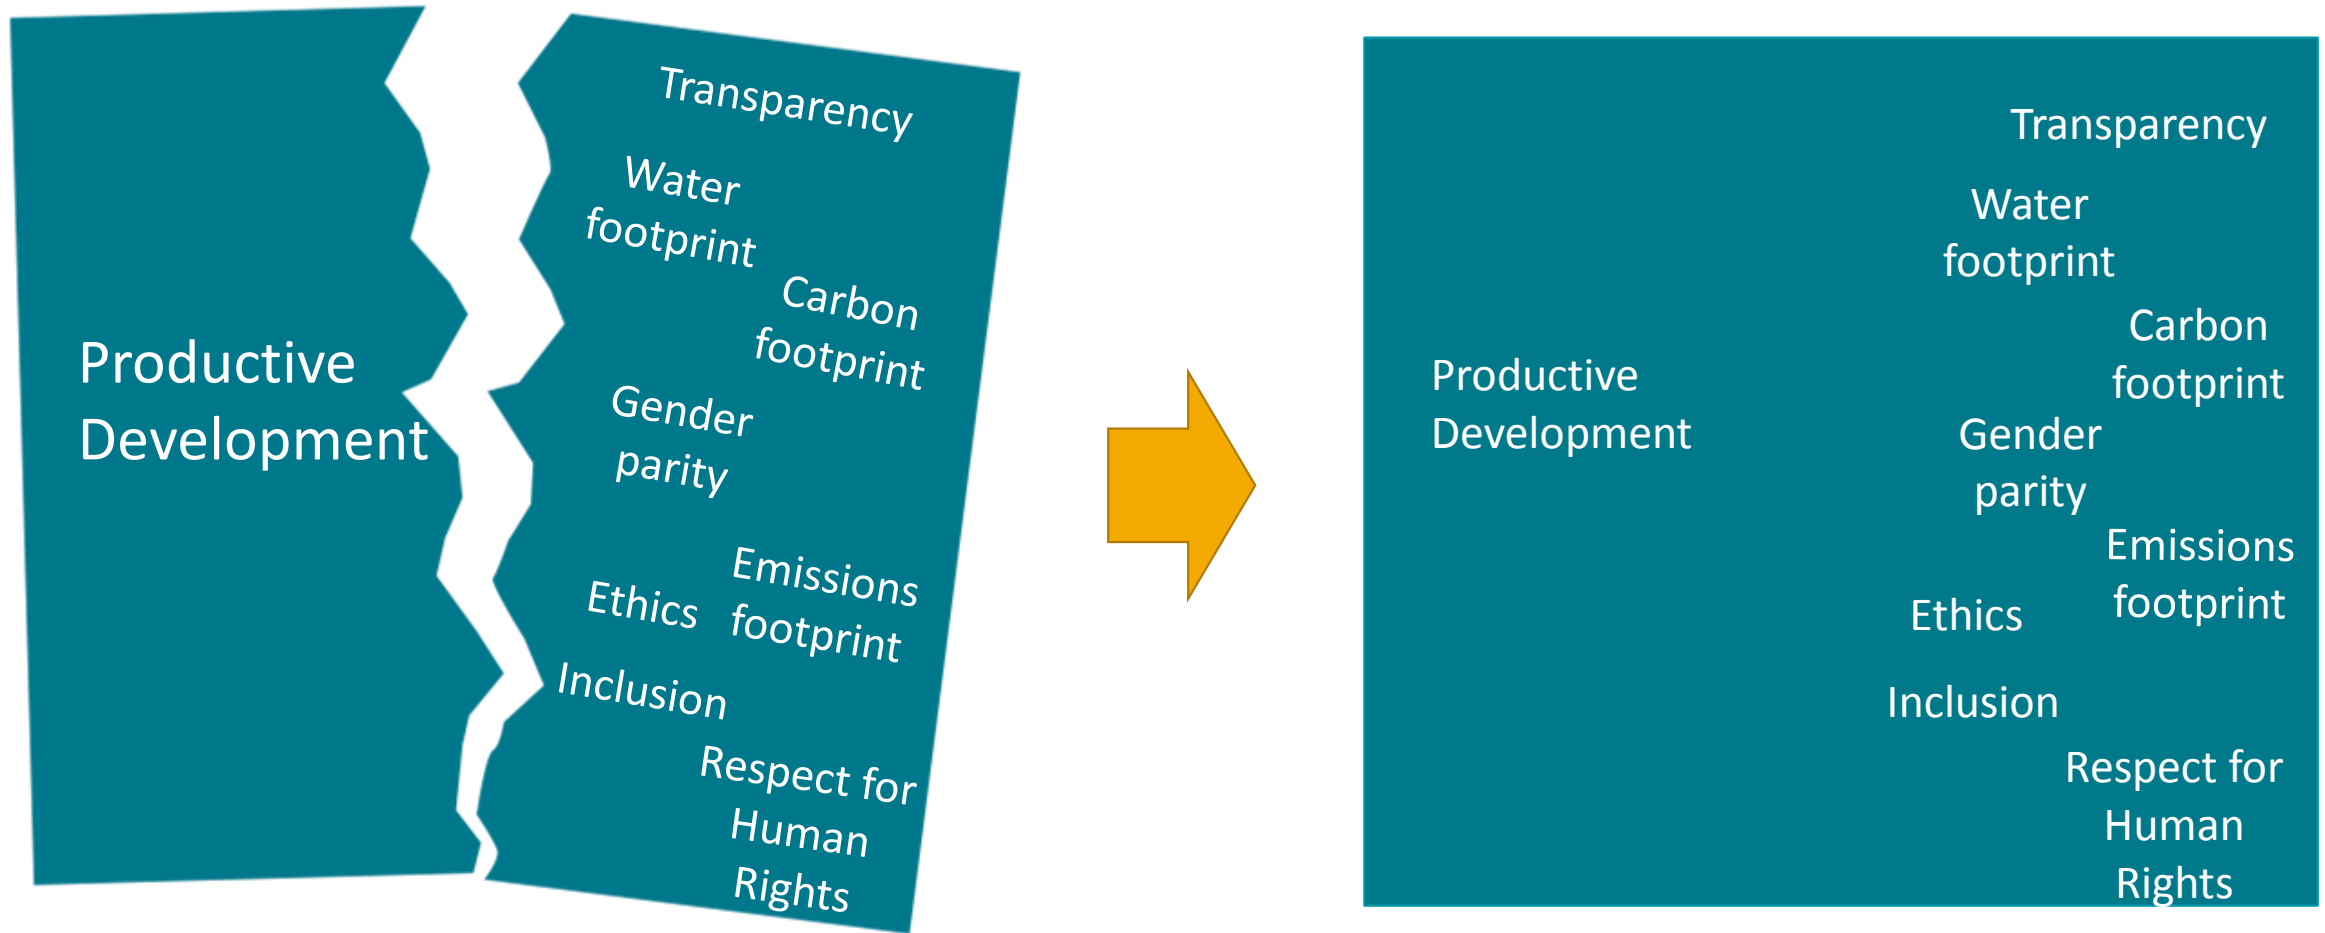 Productive
Development
Transparency
Water
footprint
Carbon
footprint
Gender
parity
Emissions
footprint
Ethics
Inclusion
Respect for
Human
Rights
Productive
Development
Transparency
Water
footprint
Carbon
footprint
Gender
parity
Emissions
footprint
Ethics
Inclusion
Respect for
Human
Rights